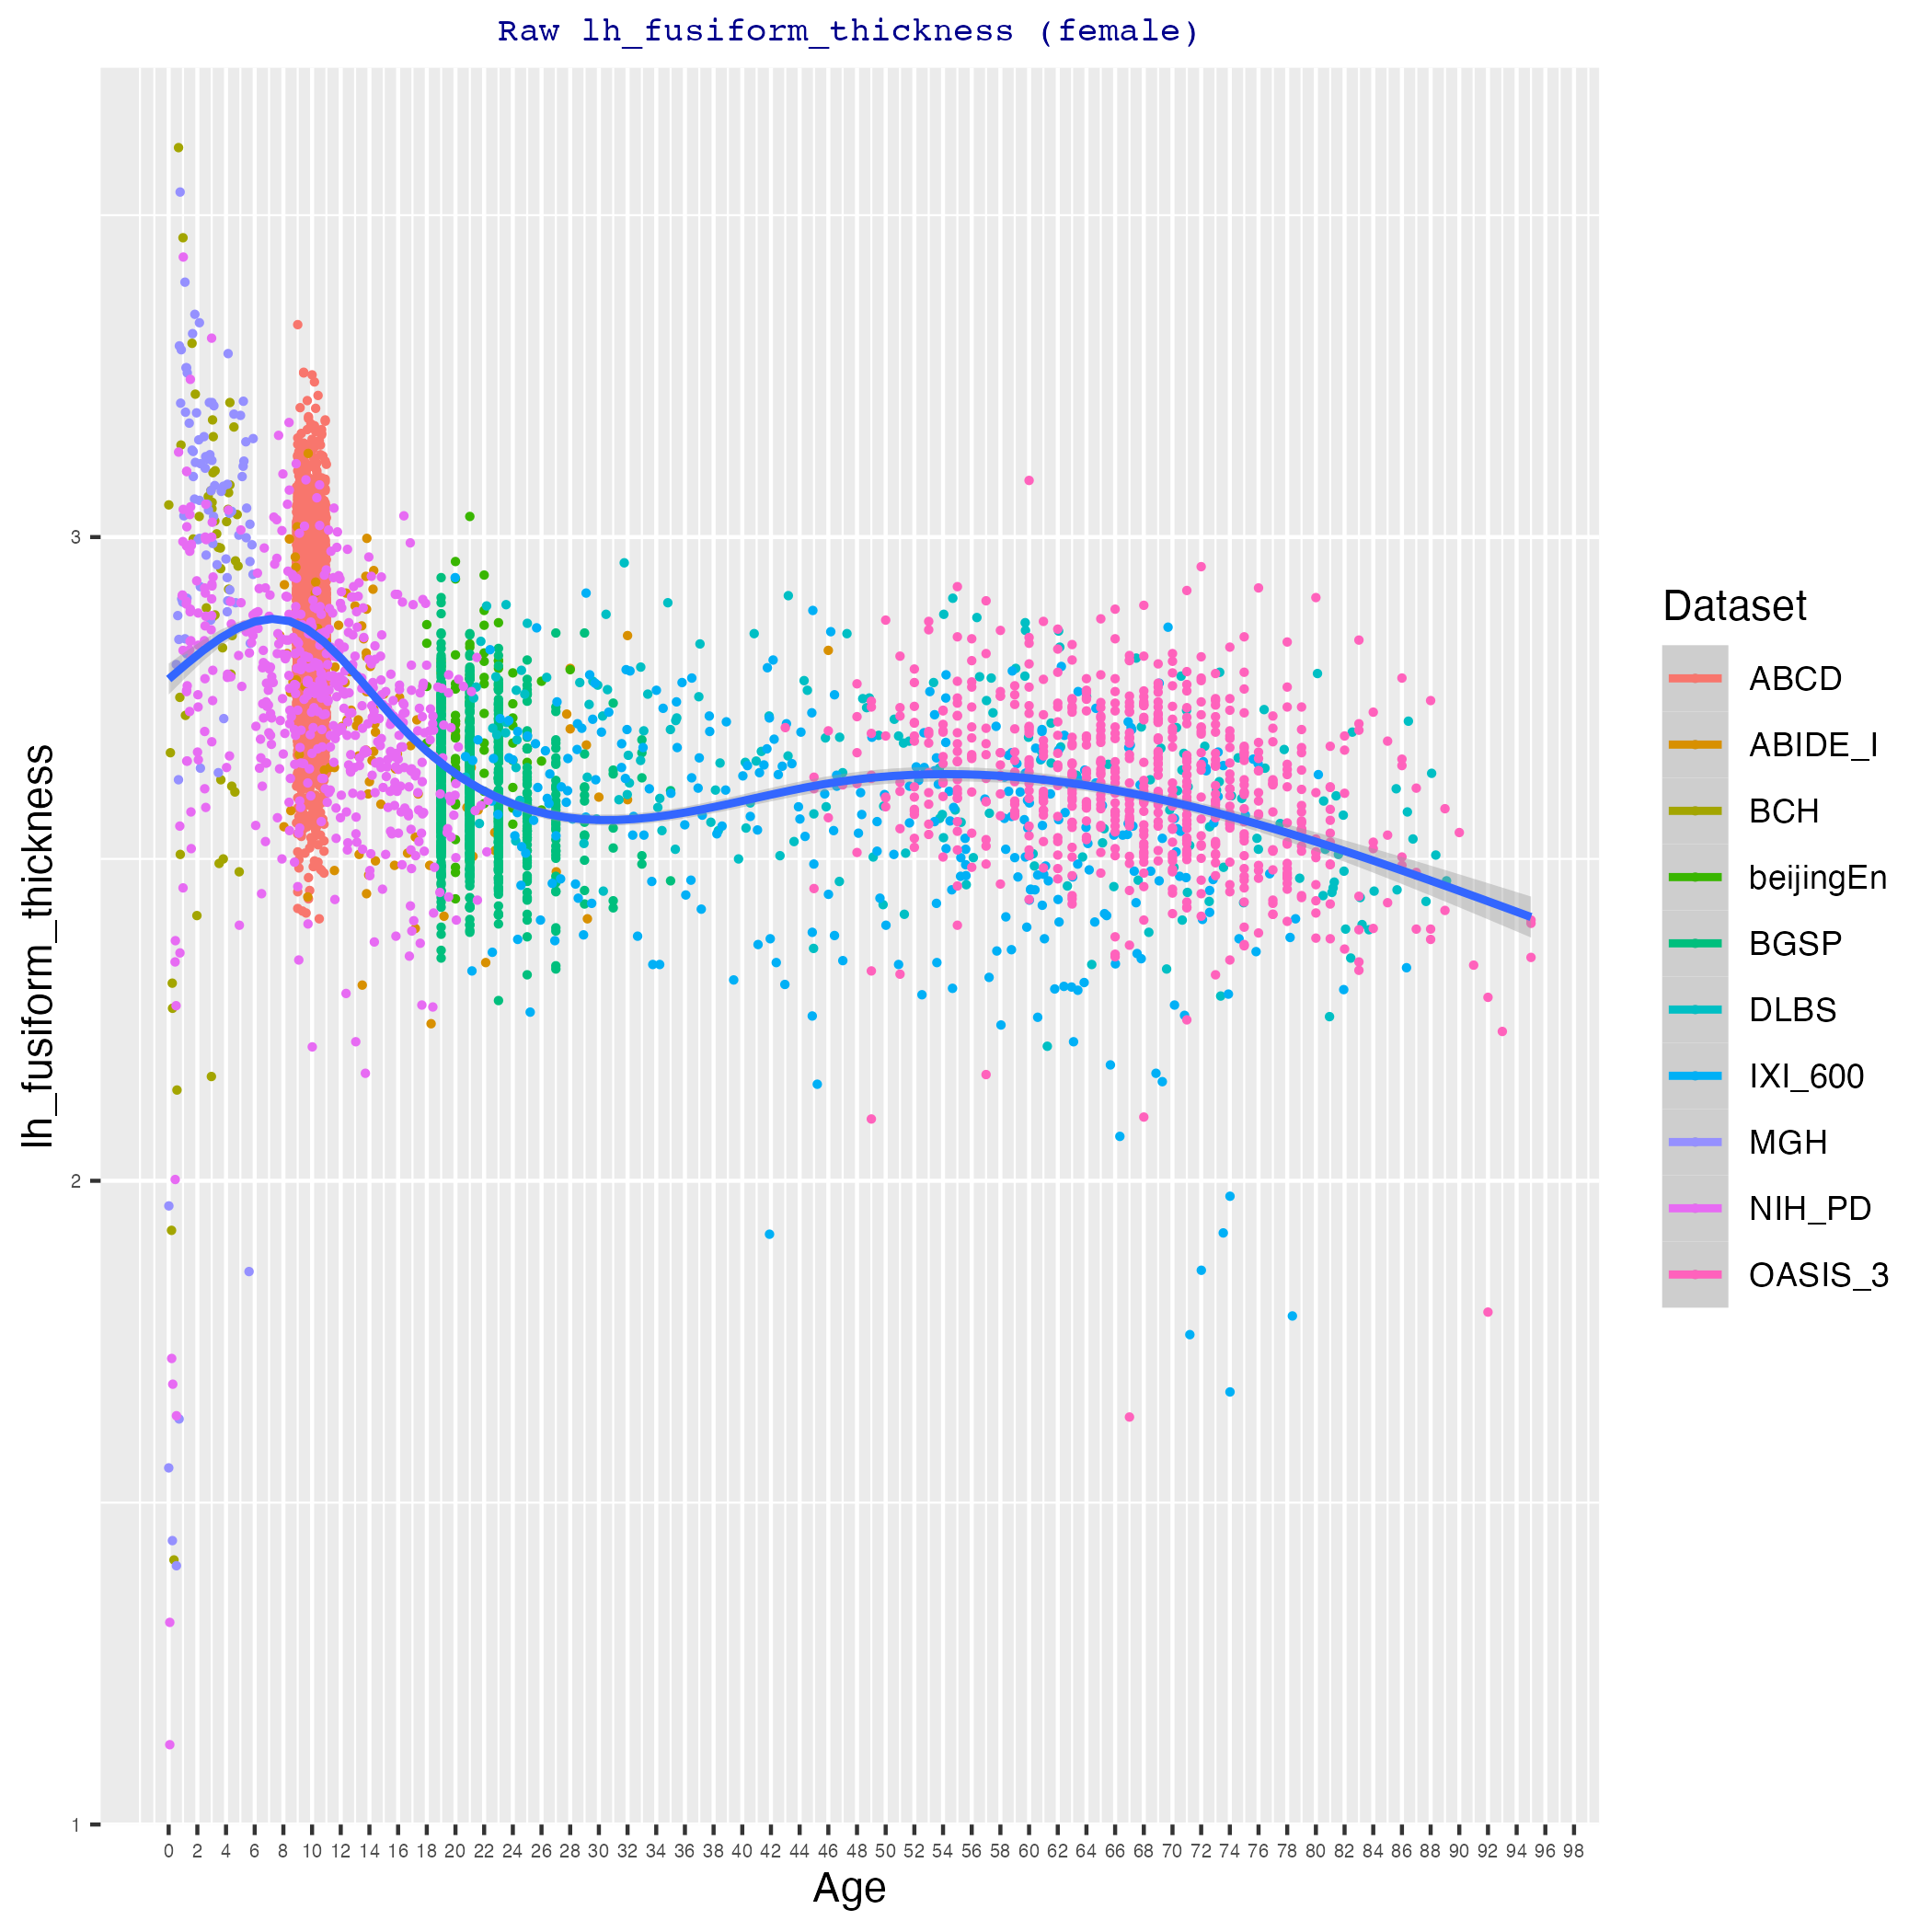 Raw lh_fusiform_thickness (female)
lh_fusiform_thickness
3
2
1
0 2 4 6 8 10 12 14 16 18 20 22 24 26 28 30 32 34 36 38 40 42 44 46 48 50 52 54 56 58 60 62 64 66 68 70 72 74 76 78 80 82 84 86 88 90 92 94 96 98
Age
Dataset
ABCD
ABIDE_I
BCH
beijingEn
BGSP
DLBS
IXI_600
MGH
NIH_PD
OASIS_3